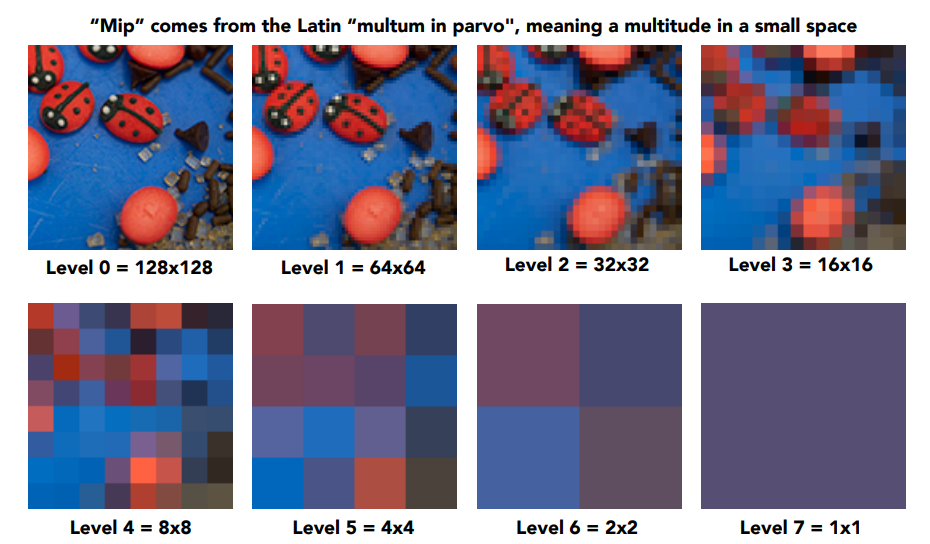 “Mip” comes from the Latin “multum in parvo", meaning a multitude in a small space
Level 0 = 128x128
Level 1 = 64x64
Level 2 = 32x32
Level 3 = 16x16
Level 4 = 8x8
Level 5 = 4x4
Level 6 = 2x2
Level 7 = 1x1